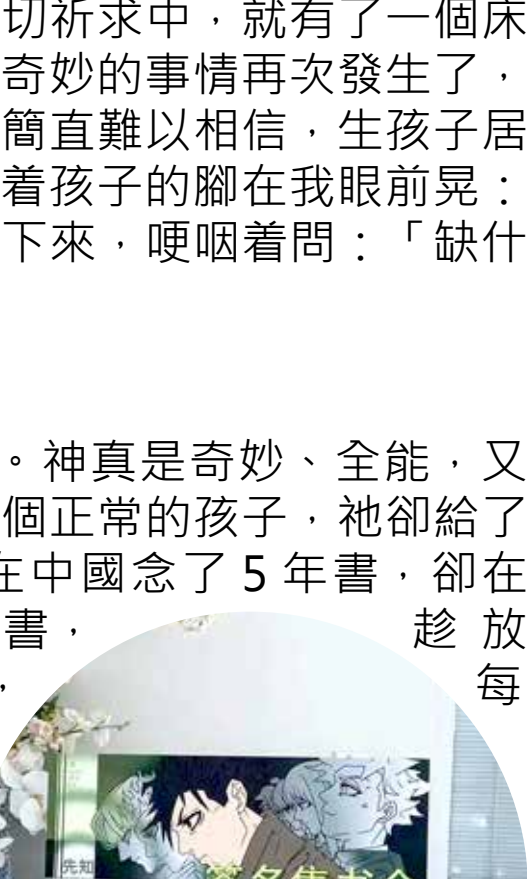 切祈求中，就有了一個床
奇妙的事情再次發生了，
簡直難以相信，生孩子居
着孩子的腳在我眼前晃：
下來，哽咽着問：「缺什
。神真是奇妙、全能，又
個正常的孩子，祂卻給了
在中國念了5年書，卻在
書，趁放
，每
先知